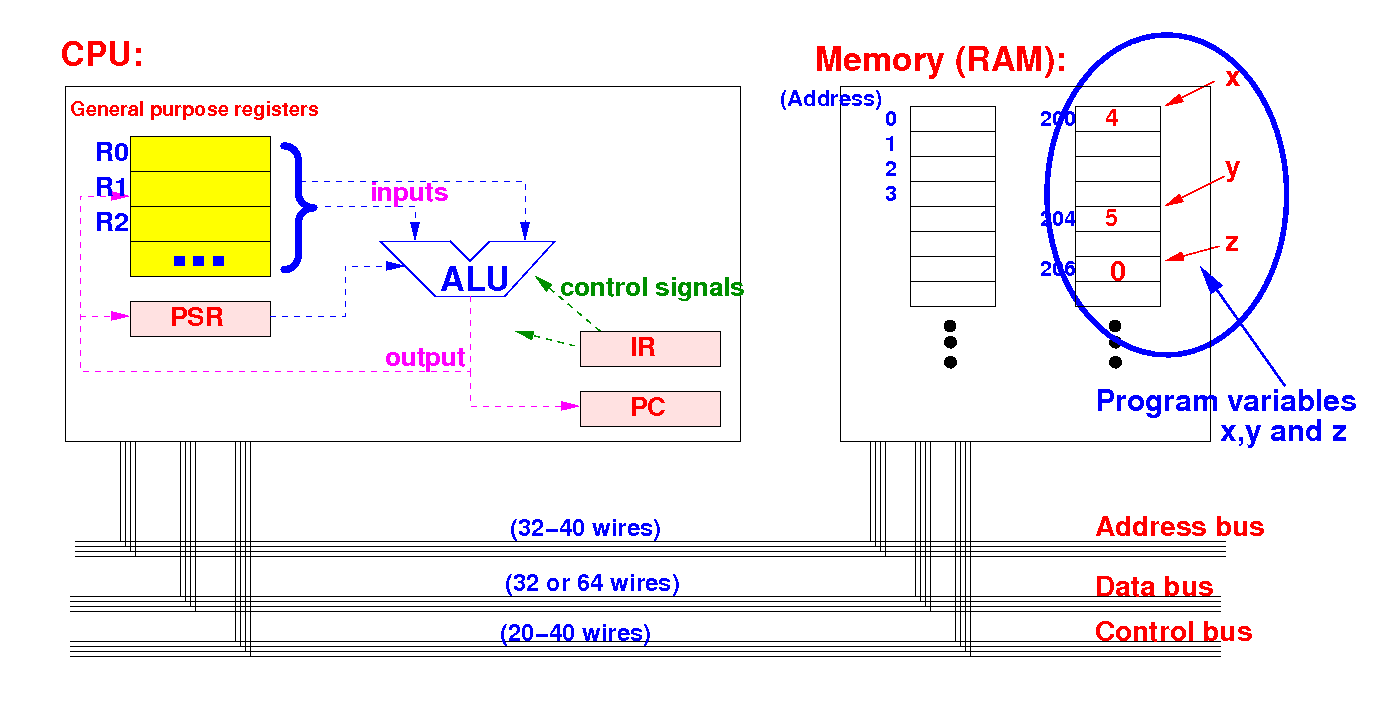 CPU:
Memory (RAM):
General purpose registers
(Address)
x
R0
R1
R2
inputs
ALU
control signals
PSR
IR
output
PC
0
1
2
3
200
4
y
204
5
z
206
0
Program variables
x,y and z
(32−40 wires)
Address bus
(32 or 64 wires)
Data bus
(20−40 wires)
Control bus